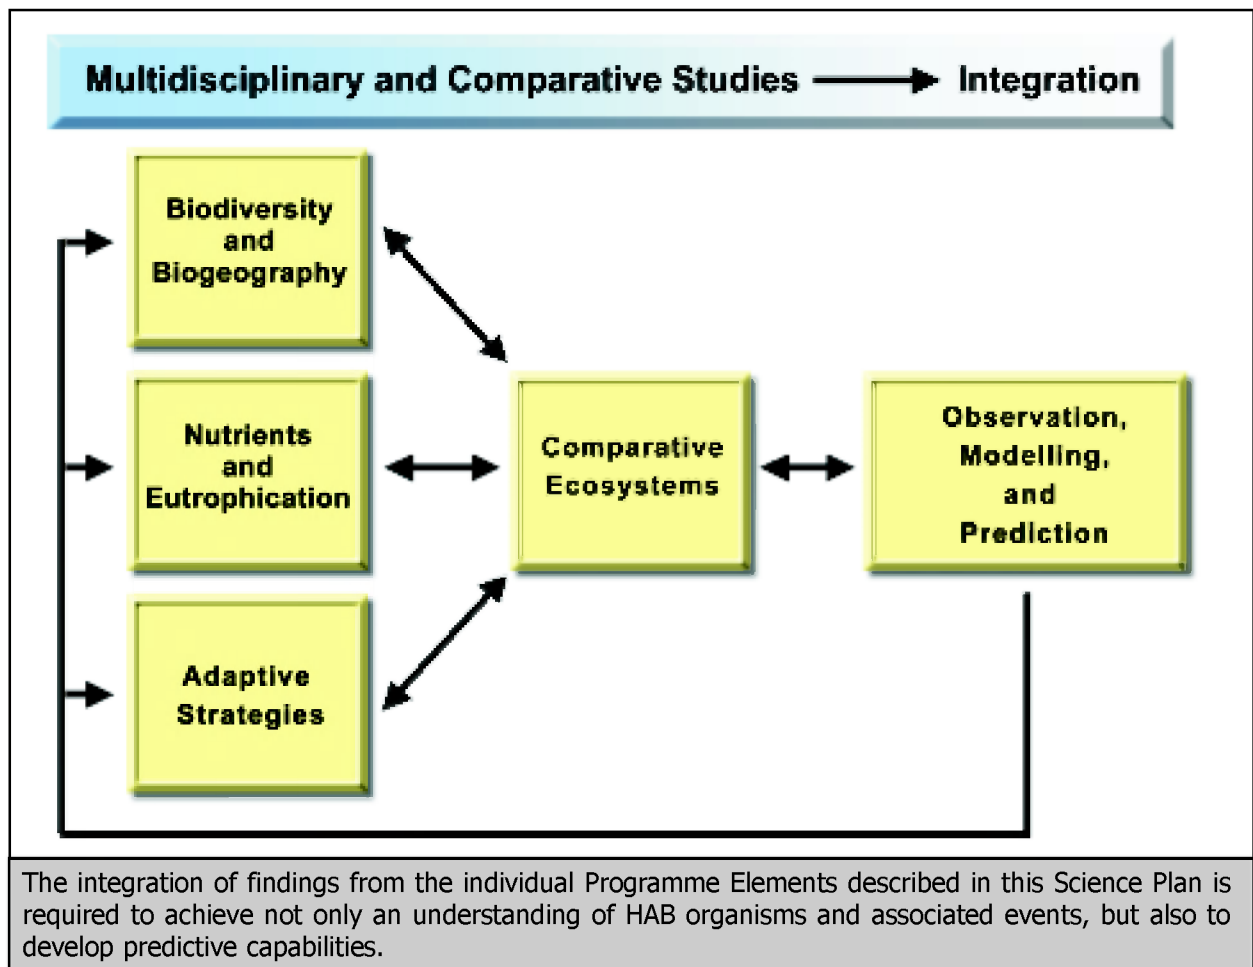 Multidisciplinary and Comparative Studies → Integration
Biodiversity
and
Biogeography
Nutrients
and
Eutrophication
Adaptive
Strategies
Comparative
Ecosystems
Observation,
Modelling,
and
Prediction
The integration of findings from the individual Programme Elements described in this Science Plan is
required to achieve not only an understanding of HAB organisms and associated events, but also to
develop predictive capabilities.